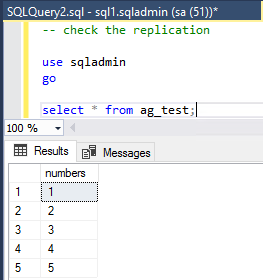 SQLQuery2.sql - sql1.sqladmin (sa (51))*
-- check the replication
use sqladmin
go
select * from ag_test;
100 %
Results Messages
numbers
1 1
2 2
3 3
4 4
5 5